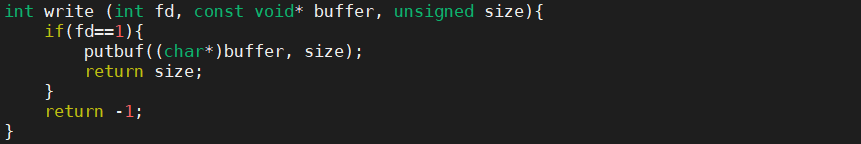 int write (int fd, const void* buffer, unsigned size){
    if(fd==1){
        putbuf((char*)buffer, size);
        return size;
    }
    return -1;
}